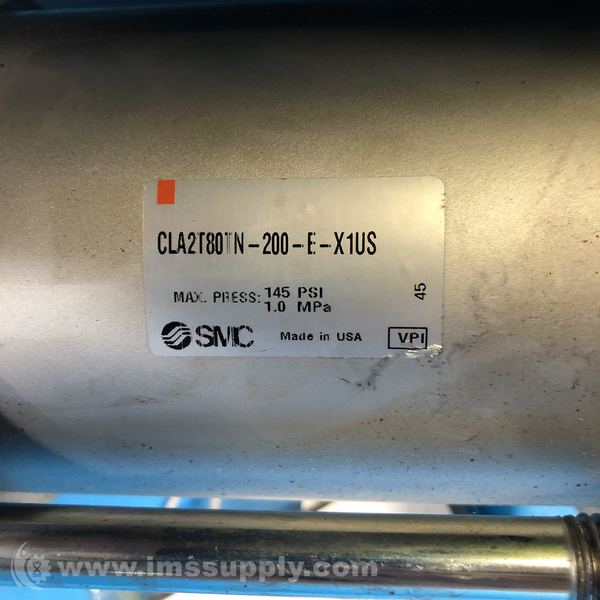 CLA2T80TN-200-E-X1US
MAX. PRESS: 145 PSI
1.0 MPa
45
SMC Made in USA VPI
www.imssupply.com